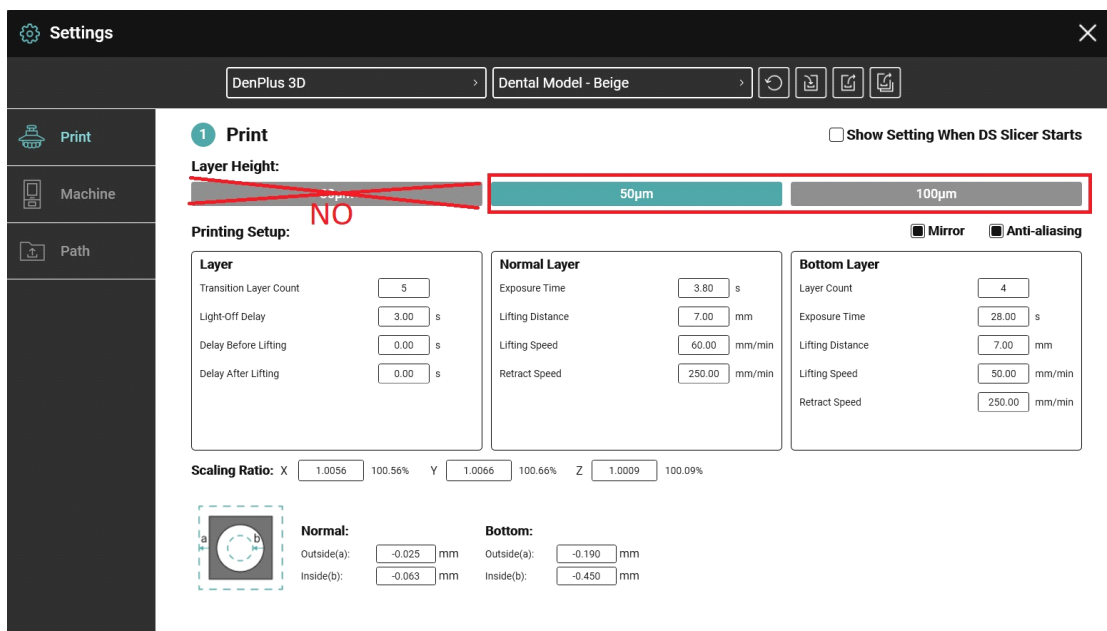 Settings
DenPlus 3D > Dental Model - Beige >
Print
Machine
Path
1 Print
Show Setting When DS Slicer Starts
Layer Height:
50μm 100μm
NO
Printing Setup: Mirror Anti-aliasing
Layer
Transition Layer Count 5
Light-Off Delay 3.00 s
Delay Before Lifting 0.00 s
Delay After Lifting 0.00 s
Normal Layer
Exposure Time 3.80 s
Lifting Distance 7.00 mm
Lifting Speed 60.00 mm/min
Retract Speed 250.00 mm/min
Bottom Layer
Layer Count 4
Exposure Time 28.00 s
Lifting Distance 7.00 mm
Lifting Speed 50.00 mm/min
Retract Speed 250.00 mm/min
Scaling Ratio: X 1.0056 100.56% Y 1.0066 100.66% Z 1.0009 100.09%
a b
Normal:
Outside(a): -0.025 mm
Inside(b): -0.063 mm
Bottom:
Outside(a): -0.190 mm
Inside(b): -0.450 mm